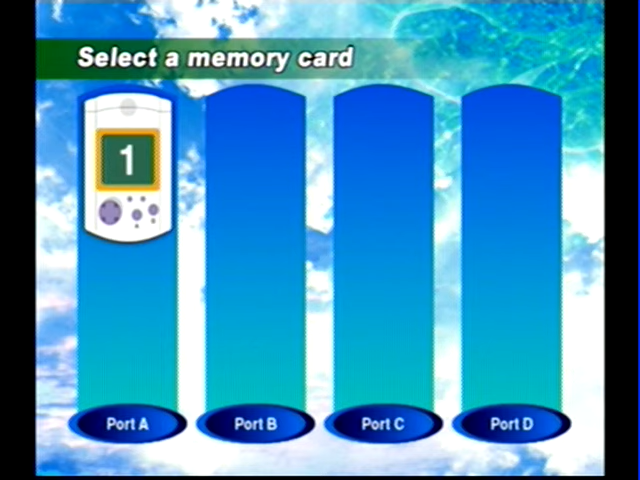 Select a memory card
1
Port A
Port B
Port C
Port D